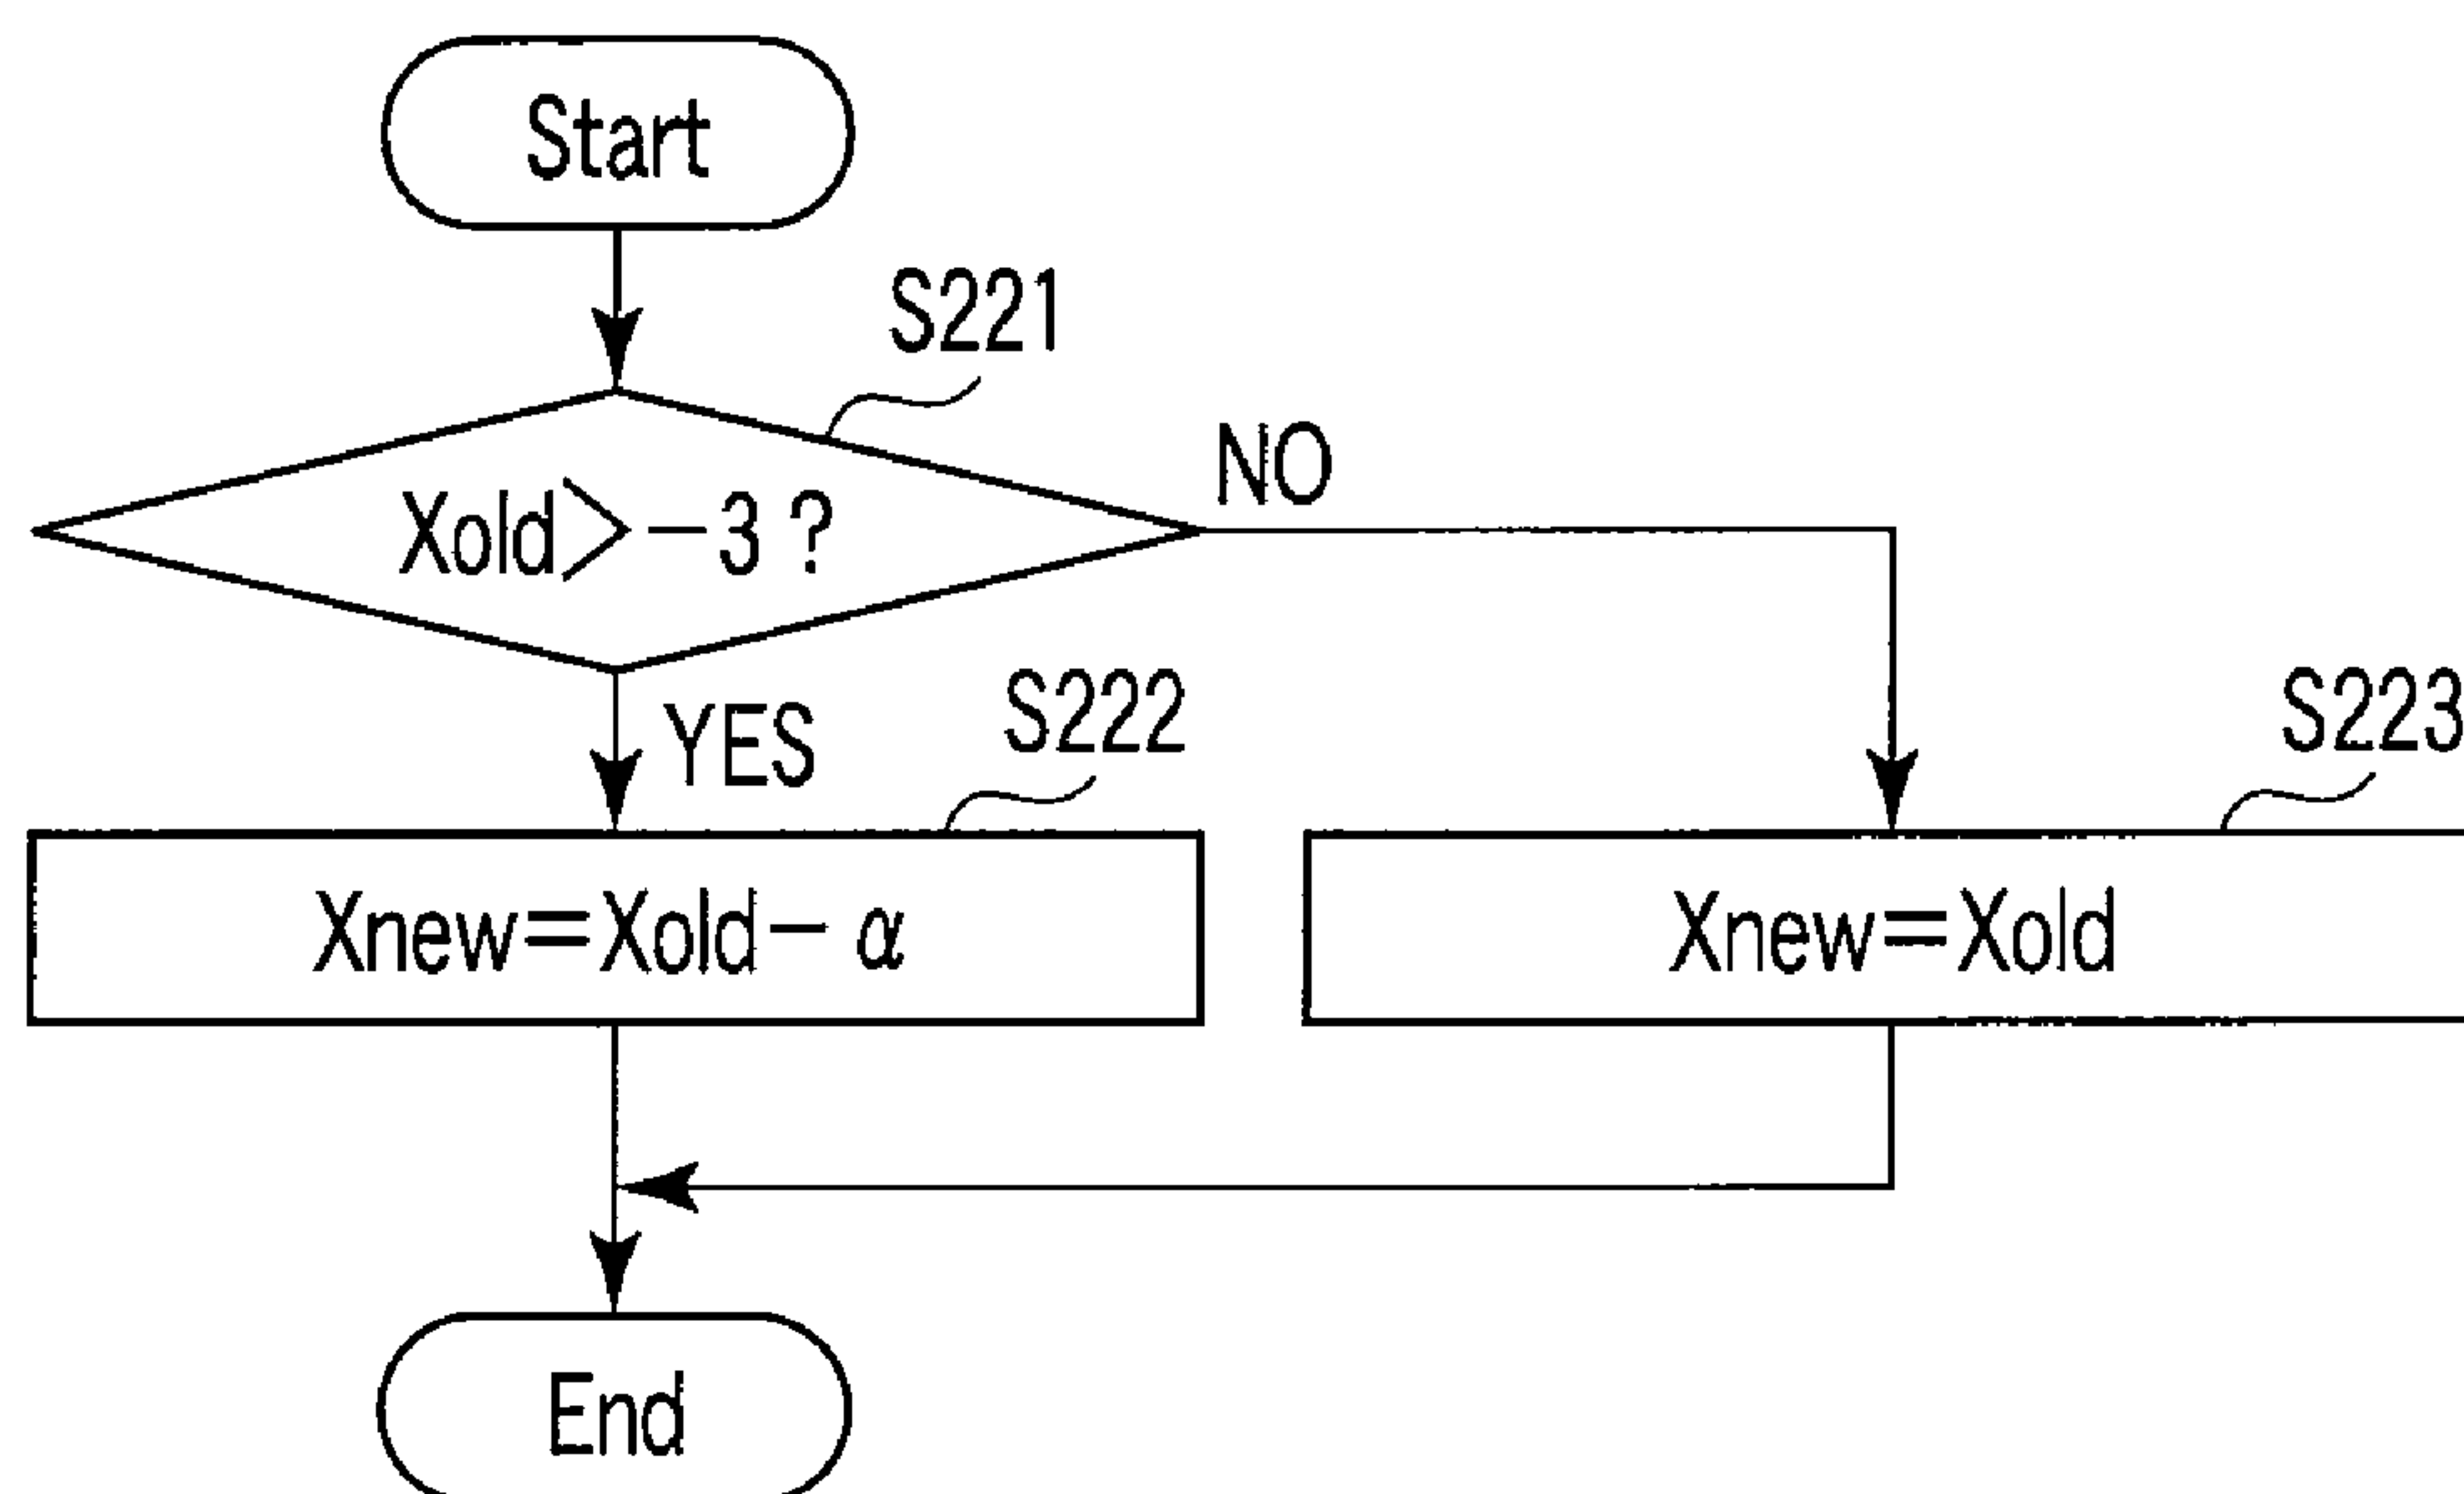 Start
S221
Xold>-3 ?
NO
YES
S222
S223
Xnew=Xold- α
Xnew=Xold
End